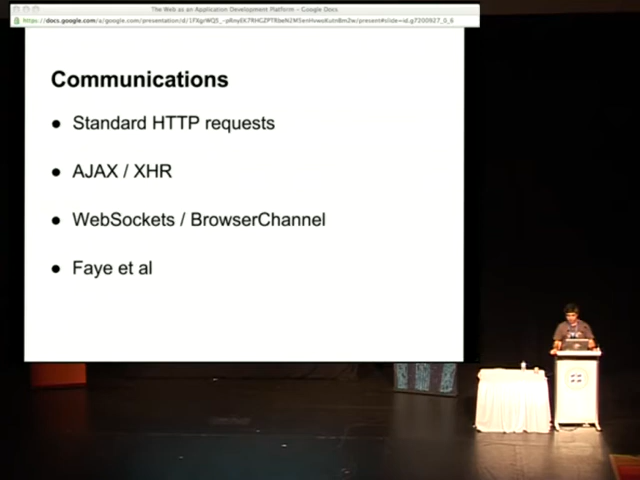 The Web as an Application Development Platform – Google Docs
Communications
● Standard HTTP requests
● AJAX / XHR
● WebSockets / BrowserChannel
● Faye et al